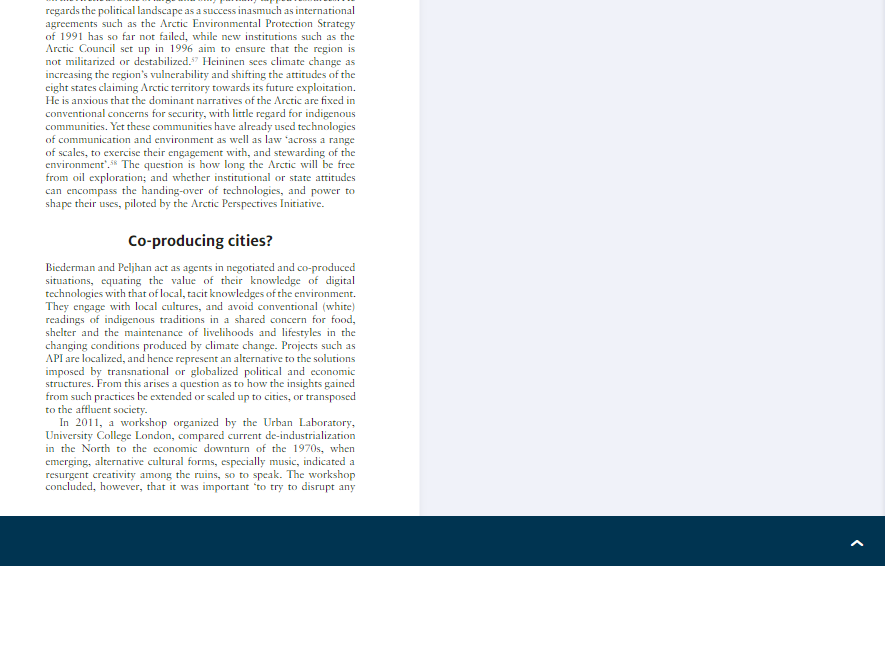 regards the political landscape as a success inasmuch as international
agreements such as the Arctic Environmental Protection Strategy
of 1991 has so far not failed, while new institutions such as the
Arctic Council set up in 1996 aim to ensure that the region is
not militarized or destabilized.⁵⁷ Heininen sees climate change as
increasing the region's vulnerability and shifting the attitudes of the
eight states claiming Arctic territory towards its future exploitation.
He is anxious that the dominant narratives of the Arctic are fixed in
conventional concerns for security, with little regard for indigenous
communities. Yet these communities have already used technologies
of communication and environment as well as law ‘across a range
of scales, to exercise their engagement with, and stewarding of the
environment’.⁵⁸ The question is how long the Arctic will be free
from oil exploration; and whether institutional or state attitudes
can encompass the handing-over of technologies, and power to
shape their uses, piloted by the Arctic Perspectives Initiative.
Co-producing cities?
Biederman and Peljhan act as agents in negotiated and co-produced
situations, equating the value of their knowledge of digital
technologies with that of local, tacit knowledges of the environment.
They engage with local cultures, and avoid conventional (white)
readings of indigenous traditions in a shared concern for food,
shelter and the maintenance of livelihoods and lifestyles in the
changing conditions produced by climate change. Projects such as
API are localized, and hence represent an alternative to the solutions
imposed by transnational or globalized political and economic
structures. From this arises a question as to how the insights gained
from such practices be extended or scaled up to cities, or transposed
to the affluent society.
In 2011, a workshop organized by the Urban Laboratory,
University College London, compared current de-industrialization
in the North to the economic downturn of the 1970s, when
emerging, alternative cultural forms, especially music, indicated a
resurgent creativity among the ruins, so to speak. The workshop
concluded, however, that it was important ‘to try to disrupt any